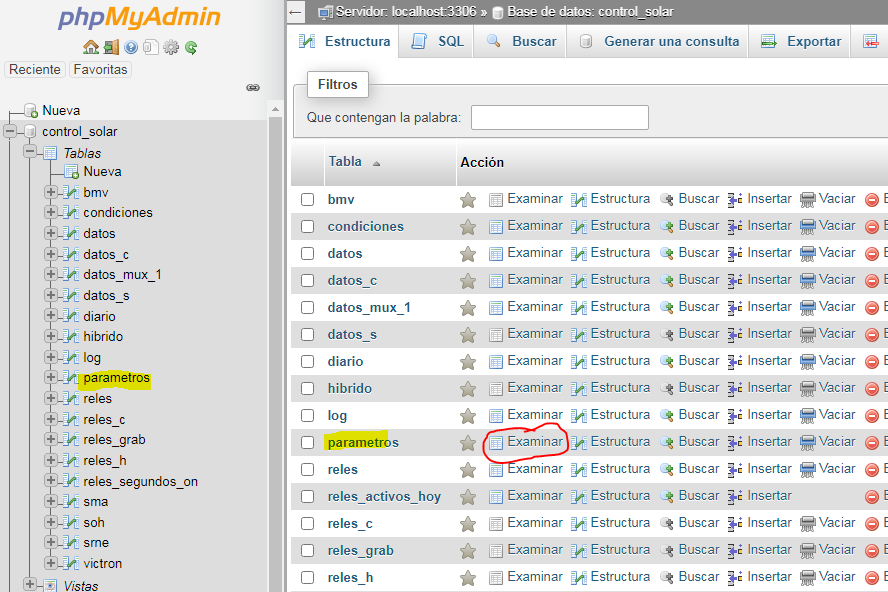 phpMyAdmin
Reciente Favoritas
Nueva
control_solar
Tablas
Nueva
bmv
condiciones
datos
datos_c
datos_mux_1
datos_s
diario
hibrido
log
parametros
reles
reles_c
reles_grab
reles_h
reles_segundos_on
sma
soh
srne
victron
Vistas
Servidor: localhost:3306 » Base de datos: control_solar
Estructura SQL Buscar Generar una consulta Exportar
Filtros
Que contengan la palabra:
Tabla Acción
bmv Examinar Estructura Buscar Insertar Vaciar E
condiciones Examinar Estructura Buscar Insertar Vaciar E
datos Examinar Estructura Buscar Insertar Vaciar E
datos_c Examinar Estructura Buscar Insertar Vaciar E
datos_mux_1 Examinar Estructura Buscar Insertar Vaciar E
datos_s Examinar Estructura Buscar Insertar Vaciar E
diario Examinar Estructura Buscar Insertar Vaciar E
hibrido Examinar Estructura Buscar Insertar Vaciar E
log Examinar Estructura Buscar Insertar Vaciar E
parametros Examinar Estructura Buscar Insertar Vaciar E
reles Examinar Estructura Buscar Insertar Vaciar E
reles_activos_hoy Examinar Estructura Buscar Insertar E
reles_c Examinar Estructura Buscar Insertar Vaciar E
reles_grab Examinar Estructura Buscar Insertar Vaciar E
reles_h Examinar Estructura Buscar Insertar Vaciar E